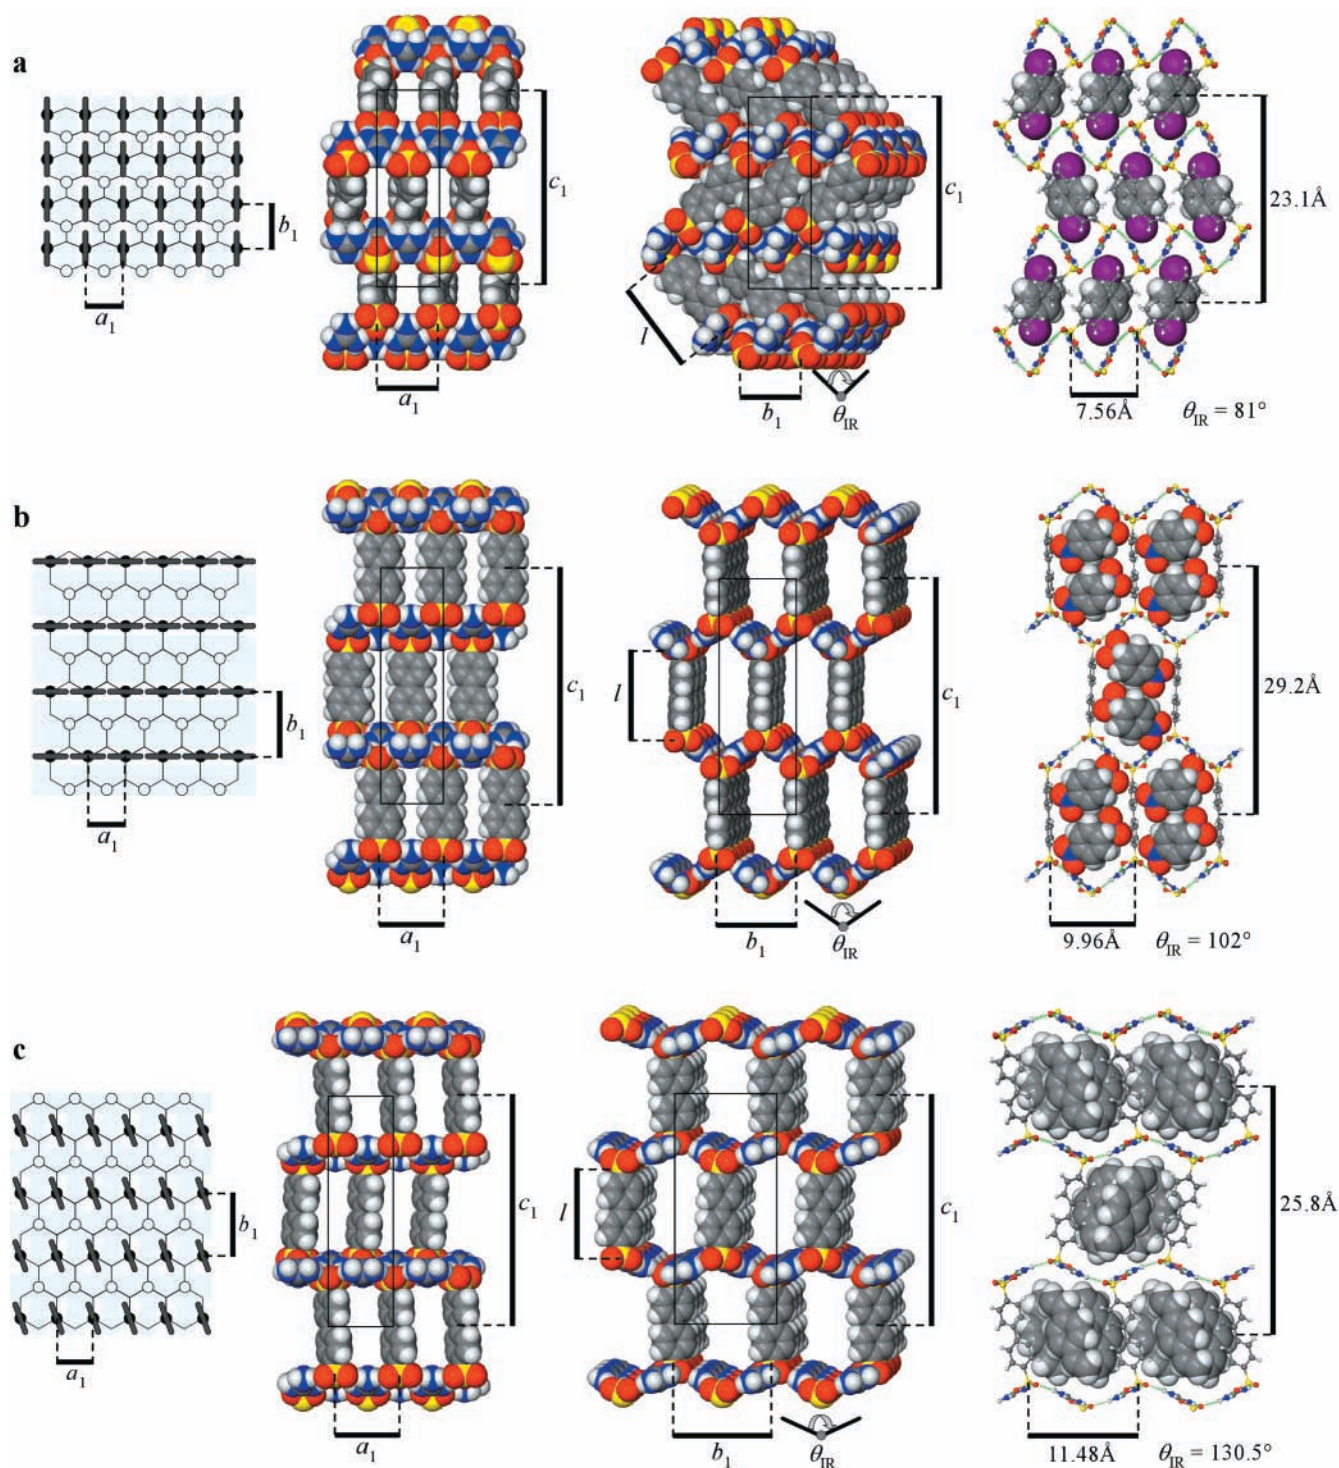 a
b₁
a₁
c₁
a₁
c₁
l
b₁
θIR
23.1Å
7.56Å
θIR = 81°
b
b₁
a₁
c₁
a₁
l
c₁
b₁
θIR
29.2Å
9.96Å
θIR = 102°
c
b₁
a₁
c₁
a₁
l
c₁
b₁
θIR
25.8Å
11.48Å
θIR = 130.5°